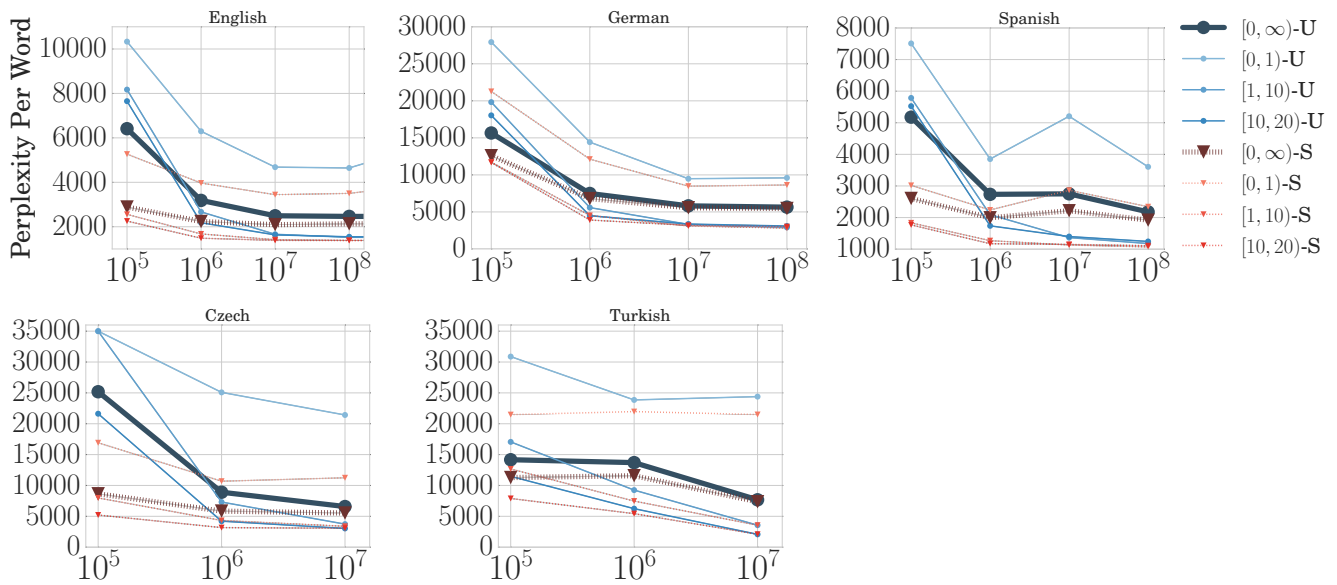 Perplexity Per Word
English
10000
8000
6000
4000
2000
10^5 10^6 10^7 10^8
German
30000
25000
20000
15000
10000
5000
0
10^5 10^6 10^7 10^8
Spanish
8000
7000
6000
5000
4000
3000
2000
1000
10^5 10^6 10^7 10^8
[0, ∞)-U
[0, 1)-U
[1, 10)-U
[10, 20)-U
[0, ∞)-S
[0, 1)-S
[1, 10)-S
[10, 20)-S
Czech
35000
30000
25000
20000
15000
10000
5000
0
10^5 10^6 10^7
Turkish
35000
30000
25000
20000
15000
10000
5000
0
10^5 10^6 10^7